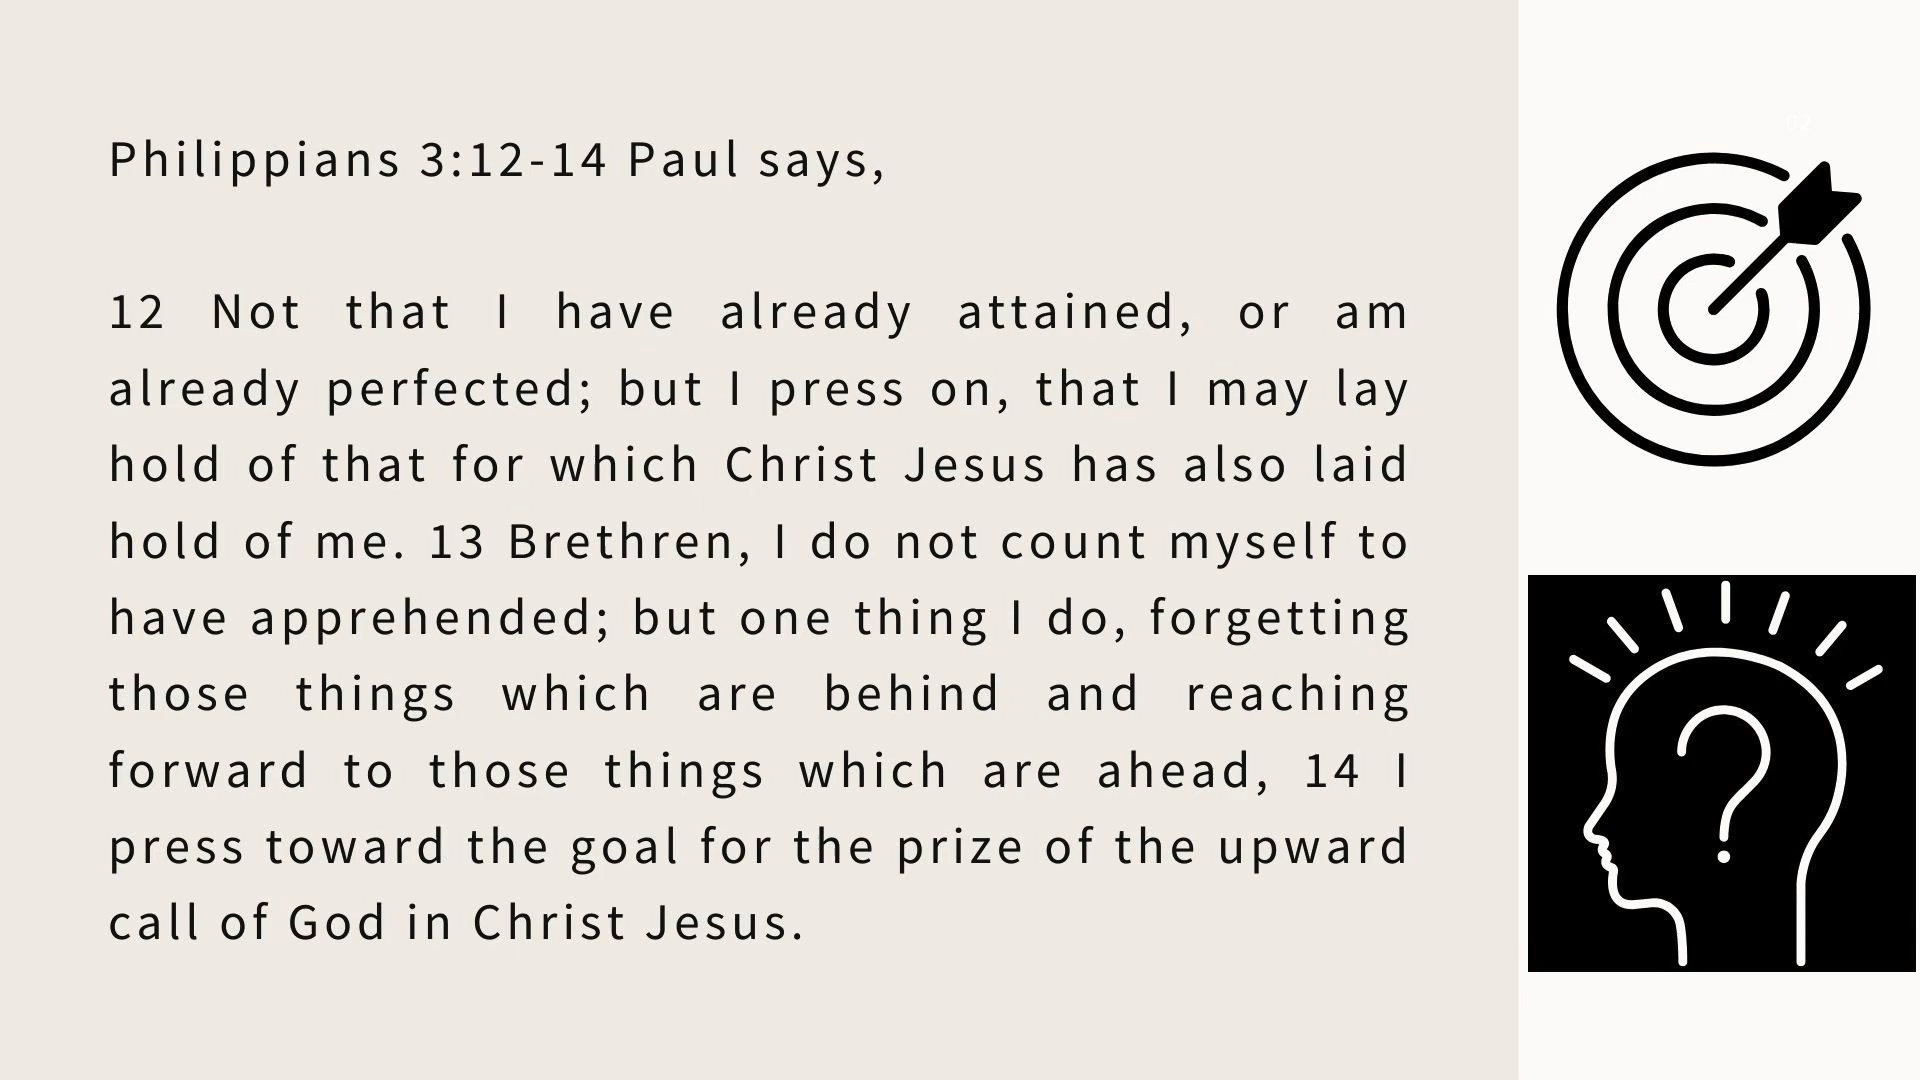 Philippians 3:12-14 Paul says,
12 Not that I have already attained, or am
already perfected; but I press on, that I may lay
hold of that for which Christ Jesus has also laid
hold of me. 13 Brethren, I do not count myself to
have apprehended; but one thing I do, forgetting
those things which are behind and reaching
forward to those things which are ahead, 14 I
press toward the goal for the prize of the upward
call of God in Christ Jesus.
02